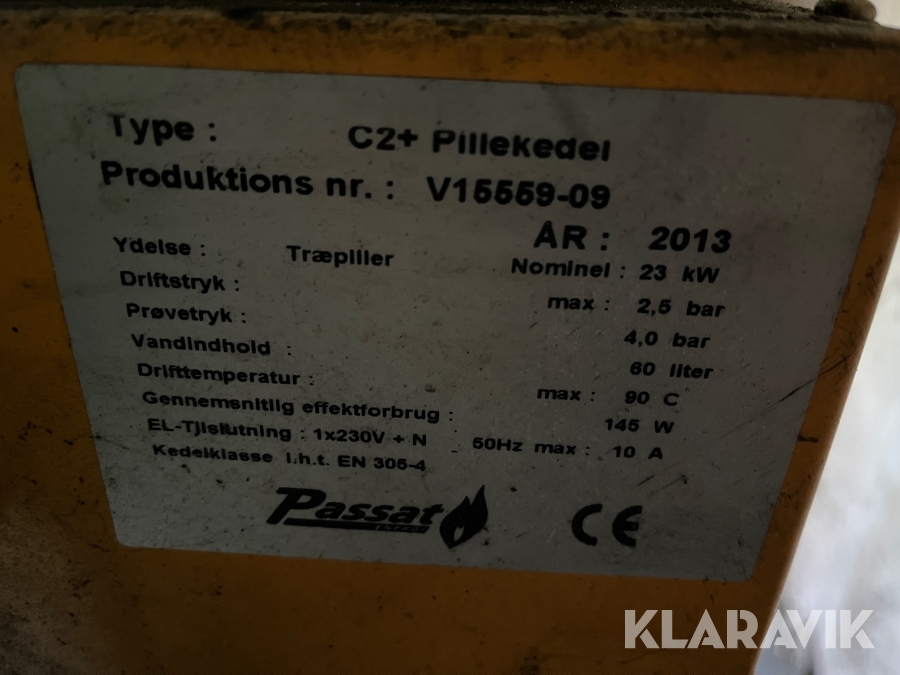 Type : C2+ Pillekedel
Produktions nr. : V15559-09
ÅR : 2013
Ydelse : Træpiller Nominel : 23 kW
Driftstryk : max : 2,5 bar
Prøvetryk : 4,0 bar
Vandindhold : 60 liter
Drifttemperatur : max : 90 C
Gennemsnitlig effektforbrug : 145 W
EL-Tilslutning : 1x230V + N - 50Hz max : 10 A
Kedelklasse i.h.t. EN 305-4
Passat
ENERGI
CE
KLARAVIK